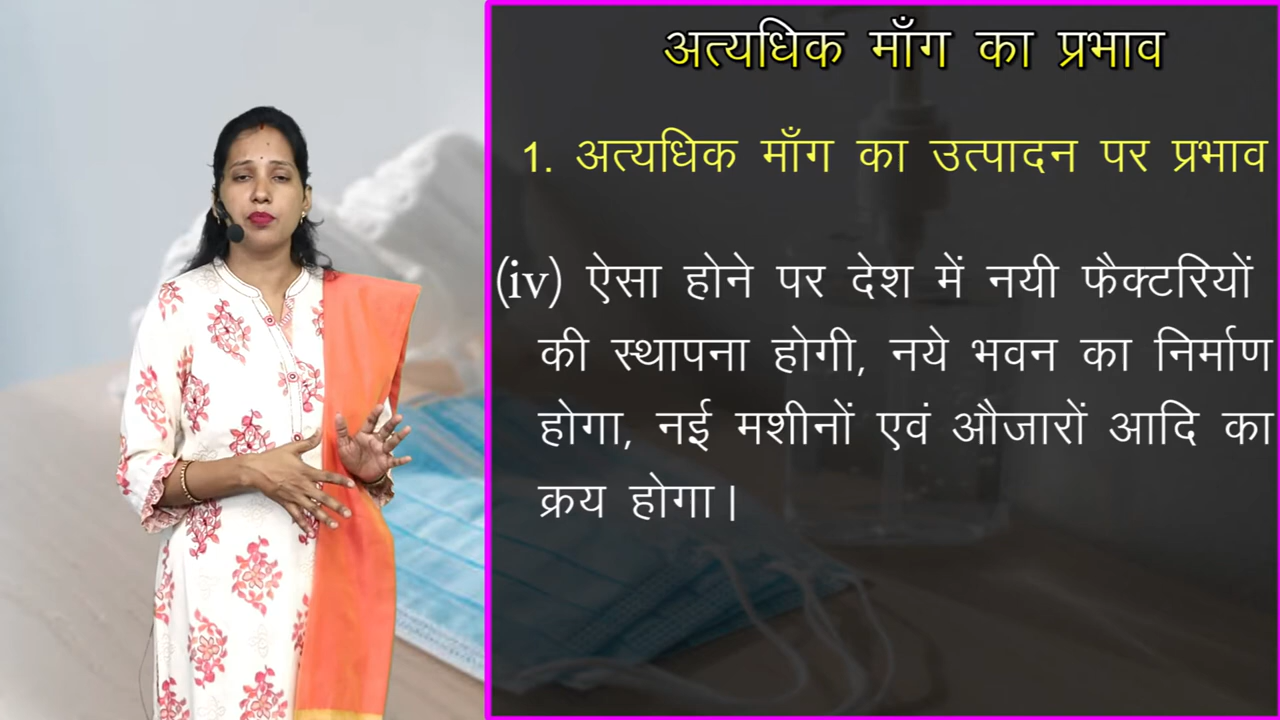 अत्यधिक माँग का प्रभाव
1. अत्यधिक माँग का उत्पादन पर प्रभाव
(iv) ऐसा होने पर देश में नयी फैक्टरियों
की स्थापना होगी, नये भवन का निर्माण
होगा, नई मशीनों एवं औजारों आदि का
क्रय होगा।